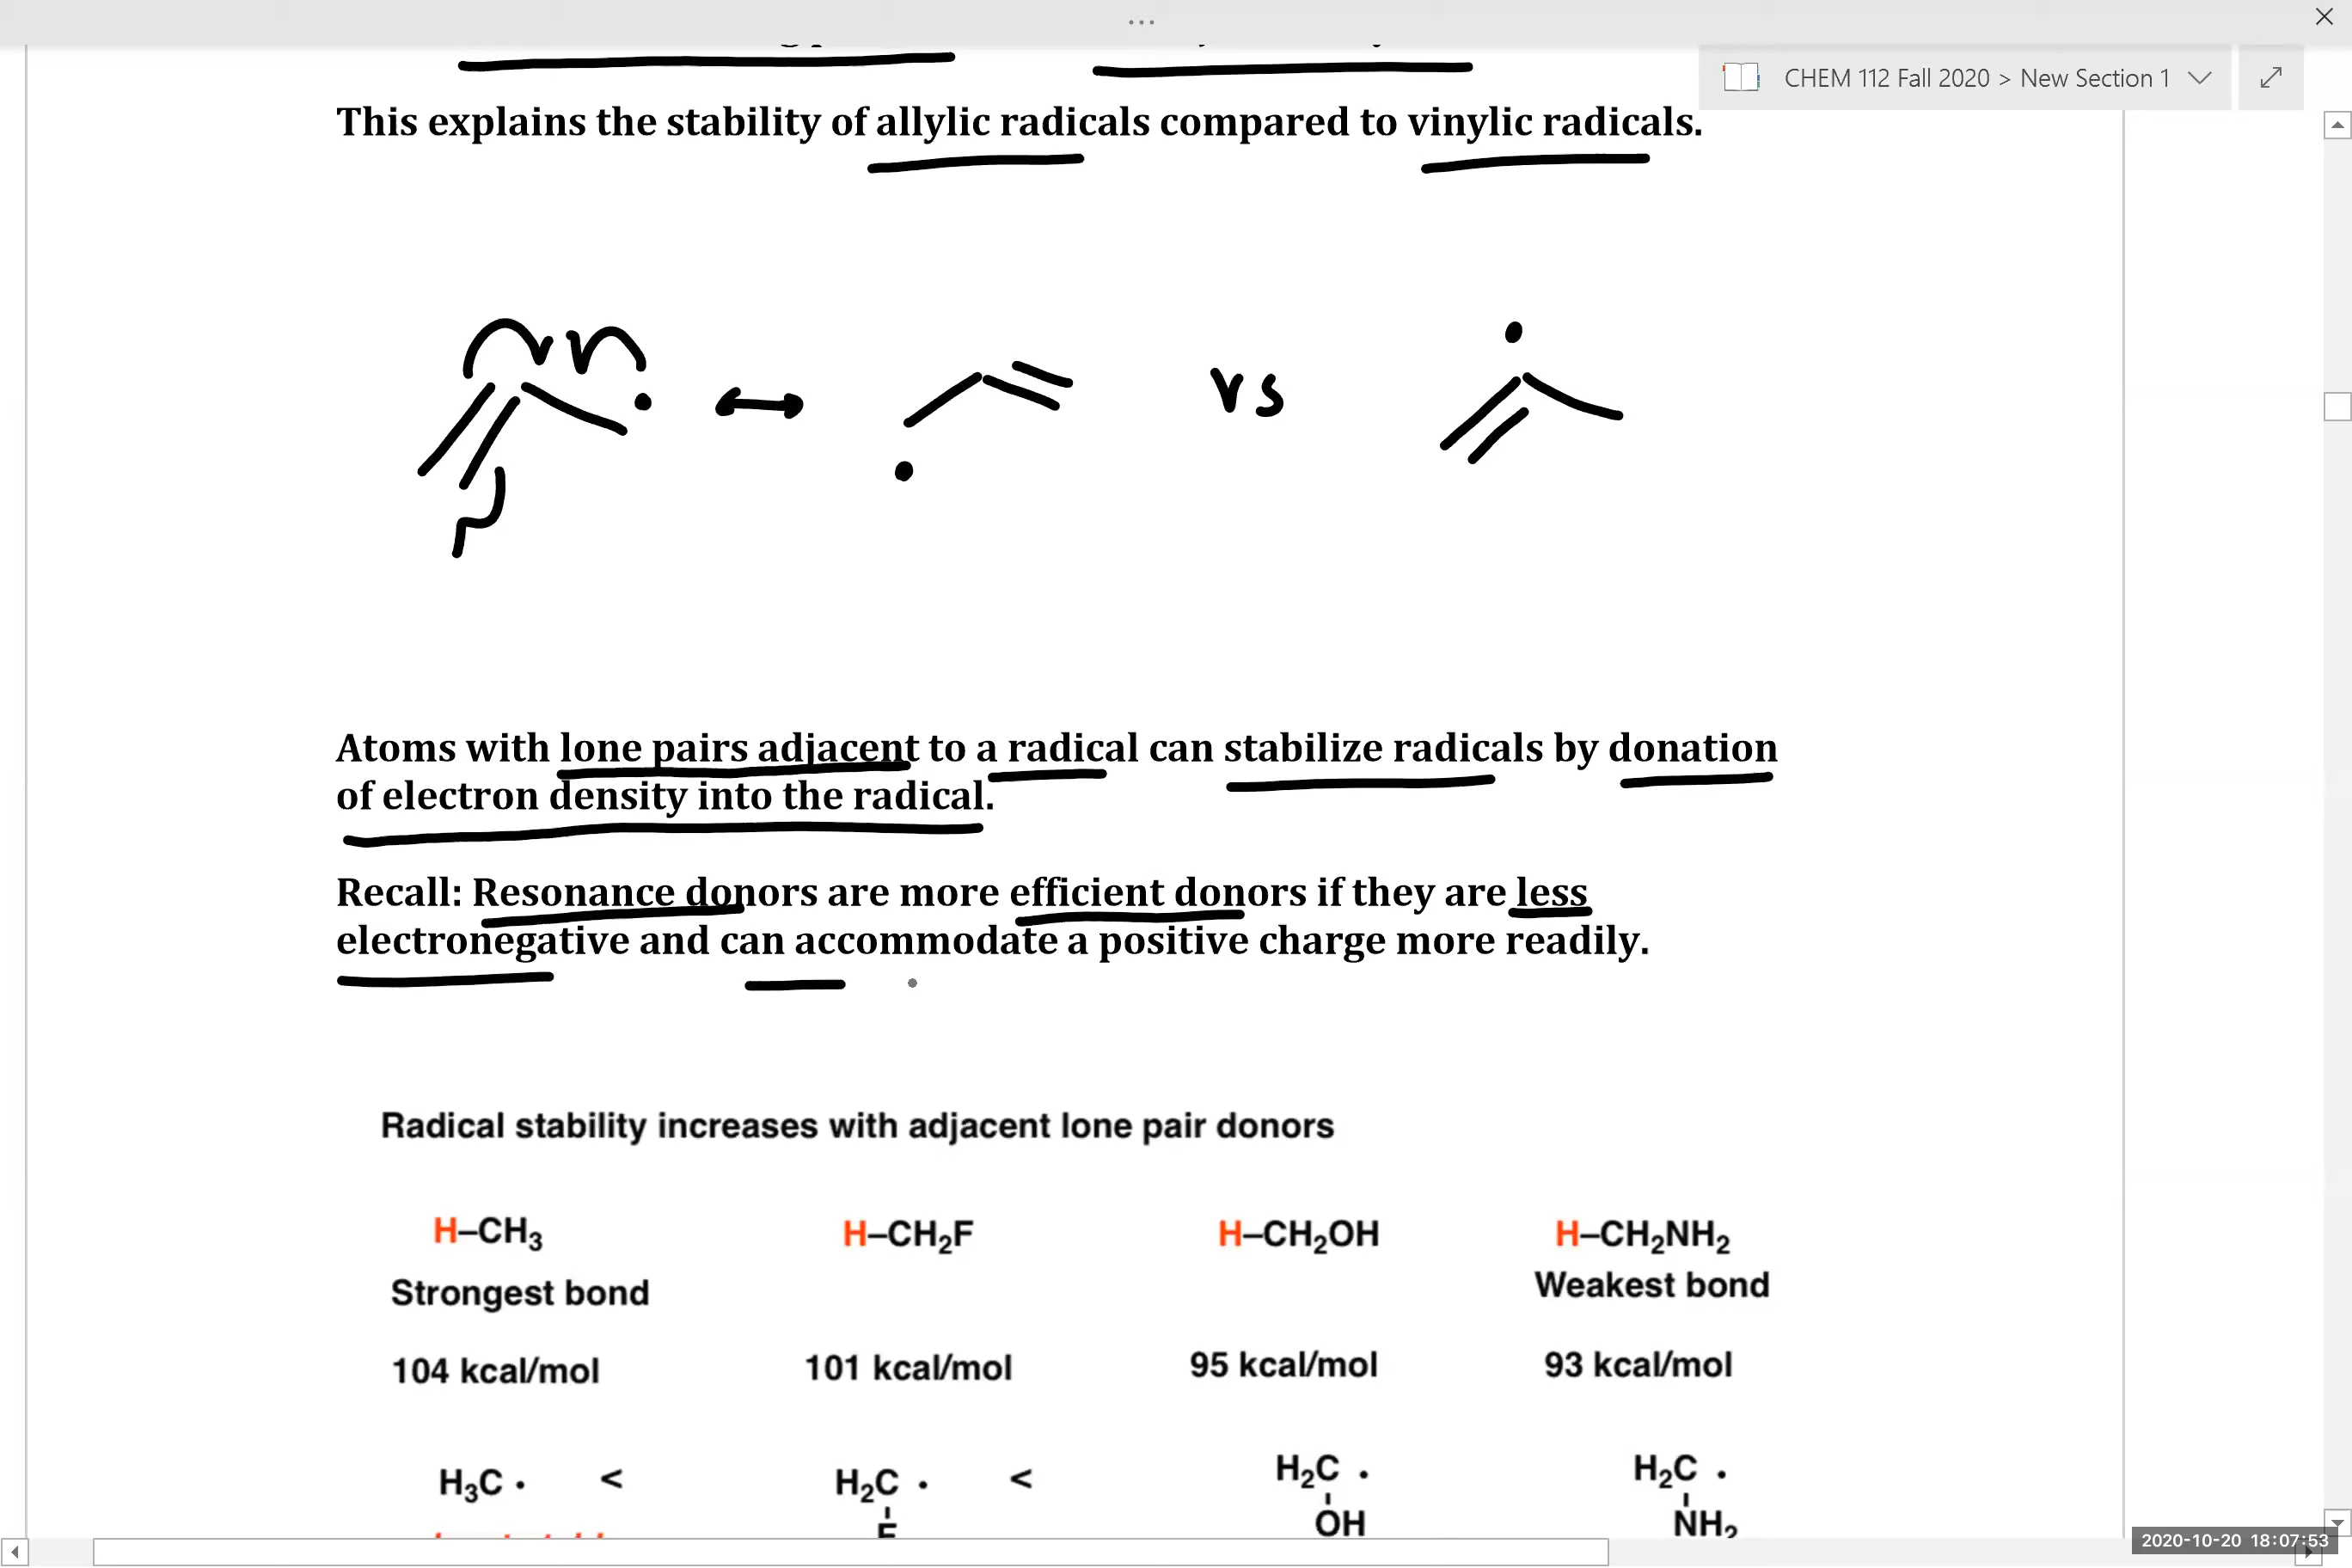 CHEM 112 Fall 2020 > New Section 1
This explains the stability of allylic radicals compared to vinylic radicals.
vs
Atoms with lone pairs adjacent to a radical can stabilize radicals by donation
of electron density into the radical.
Recall: Resonance donors are more efficient donors if they are less
electronegative and can accommodate a positive charge more readily.
Radical stability increases with adjacent lone pair donors
H–CH₃ H–CH₂F H–CH₂OH H–CH₂NH₂
Strongest bond Weakest bond
104 kcal/mol 101 kcal/mol 95 kcal/mol 93 kcal/mol
H₃C · < H₂C · < H₂C · H₂C ·
F OH NH₂
2020-10-20 18:07:53